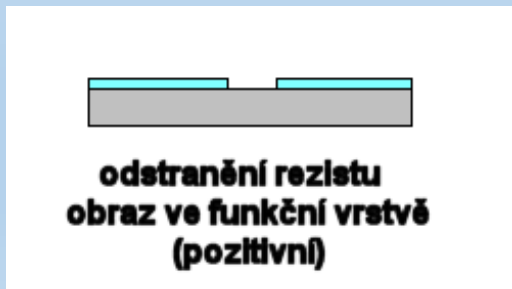 odstranění rezistu
obraz ve funkční vrstvě
(pozitivní)